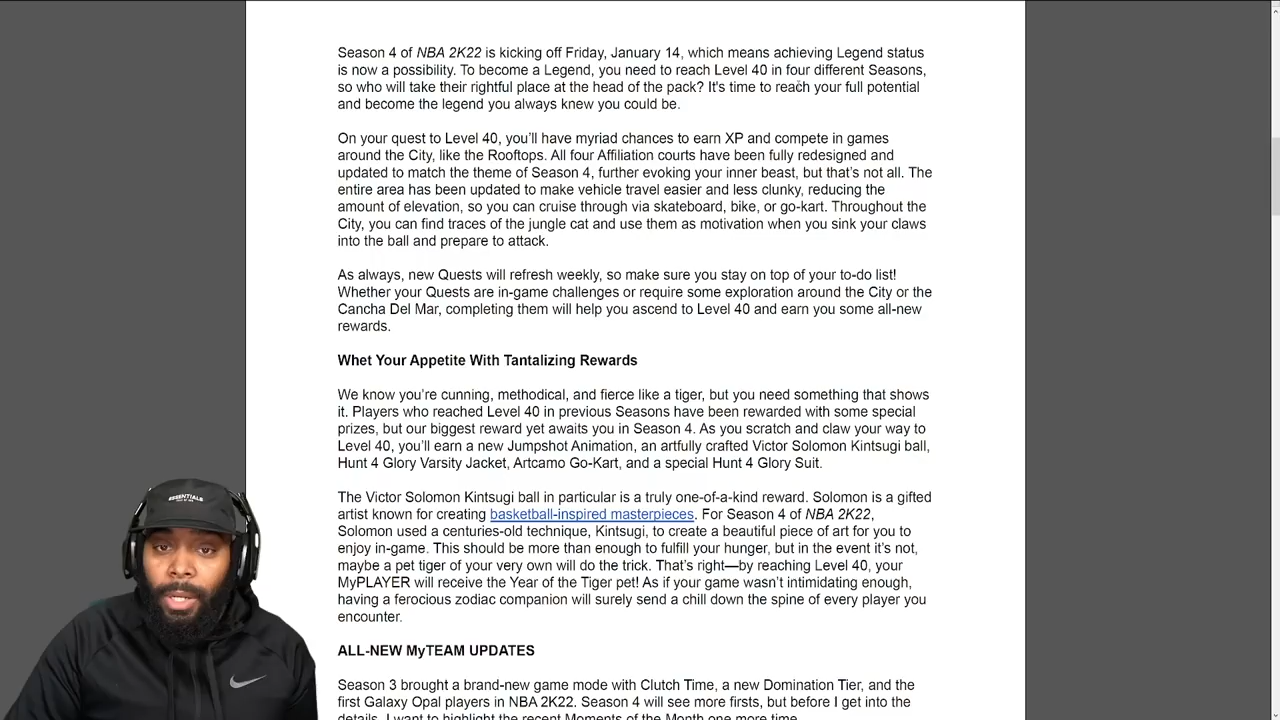 Season 4 of NBA 2K22 is kicking off Friday, January 14, which means achieving Legend status
is now a possibility. To become a Legend, you need to reach Level 40 in four different Seasons,
so who will take their rightful place at the head of the pack? It's time to reach your full potential
and become the legend you always knew you could be.
On your quest to Level 40, you’ll have myriad chances to earn XP and compete in games
around the City, like the Rooftops. All four Affiliation courts have been fully redesigned and
updated to match the theme of Season 4, further evoking your inner beast, but that’s not all. The
entire area has been updated to make vehicle travel easier and less clunky, reducing the
amount of elevation, so you can cruise through via skateboard, bike, or go-kart. Throughout the
City, you can find traces of the jungle cat and use them as motivation when you sink your claws
into the ball and prepare to attack.
As always, new Quests will refresh weekly, so make sure you stay on top of your to-do list!
Whether your Quests are in-game challenges or require some exploration around the City or the
Cancha Del Mar, completing them will help you ascend to Level 40 and earn you some all-new
rewards.
Whet Your Appetite With Tantalizing Rewards
We know you’re cunning, methodical, and fierce like a tiger, but you need something that shows
it. Players who reached Level 40 in previous Seasons have been rewarded with some special
prizes, but our biggest reward yet awaits you in Season 4. As you scratch and claw your way to
Level 40, you’ll earn a new Jumpshot Animation, an artfully crafted Victor Solomon Kintsugi ball,
Hunt 4 Glory Varsity Jacket, Artcamo Go-Kart, and a special Hunt 4 Glory Suit.
The Victor Solomon Kintsugi ball in particular is a truly one-of-a-kind reward. Solomon is a gifted
artist known for creating basketball-inspired masterpieces. For Season 4 of NBA 2K22,
Solomon used a centuries-old technique, Kintsugi, to create a beautiful piece of art for you to
enjoy in-game. This should be more than enough to fulfill your hunger, but in the event it’s not,
maybe a pet tiger of your very own will do the trick. That’s right—by reaching Level 40, your
MyPLAYER will receive the Year of the Tiger pet! As if your game wasn’t intimidating enough,
having a ferocious zodiac companion will surely send a chill down the spine of every player you
encounter.
ALL-NEW MyTEAM UPDATES
Season 3 brought a brand-new game mode with Clutch Time, a new Domination Tier, and the
first Galaxy Opal players in NBA 2K22. Season 4 will see more firsts, but before I get into the
details, I want to highlight the recent Moments of the Month one more time.
ESSENTIALS